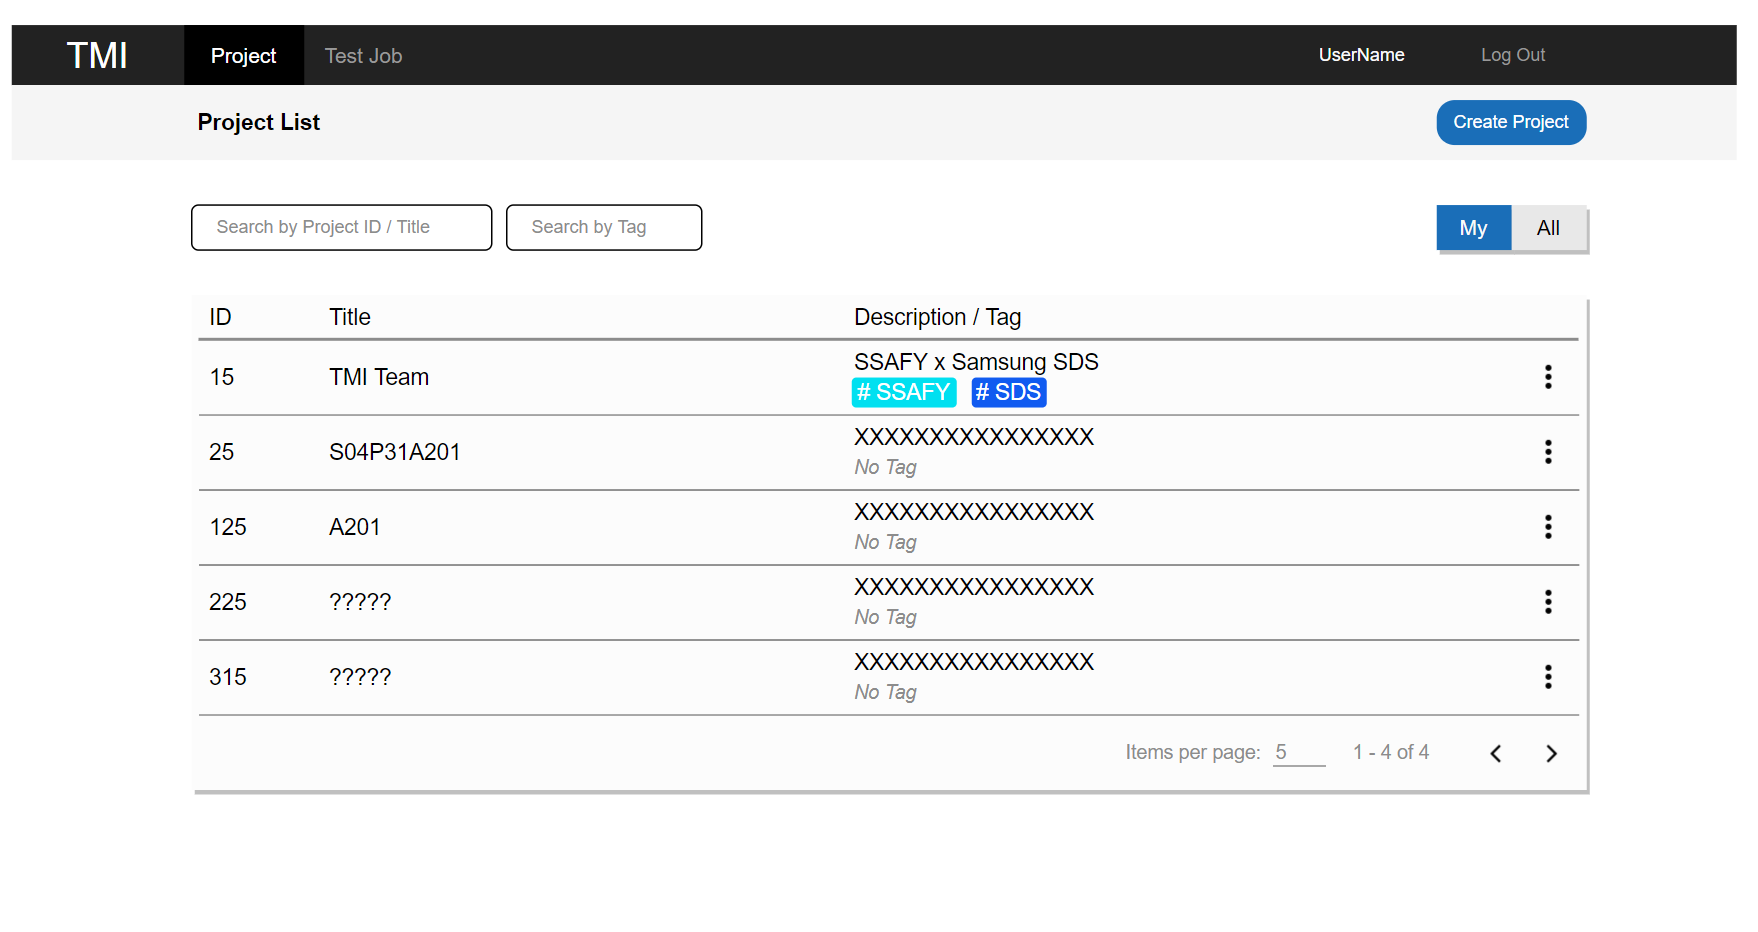 TMI Project Test Job UserName Log Out
Project List Create Project
Search by Project ID / Title Search by Tag My All
ID Title Description / Tag
15 TMI Team SSAFY x Samsung SDS
# SSAFY # SDS
25 S04P31A201 XXXXXXXXXXXXXXXX
No Tag
125 A201 XXXXXXXXXXXXXXXX
No Tag
225 ????? XXXXXXXXXXXXXXXX
No Tag
315 ????? XXXXXXXXXXXXXXXX
No Tag
Items per page: 5 1 - 4 of 4